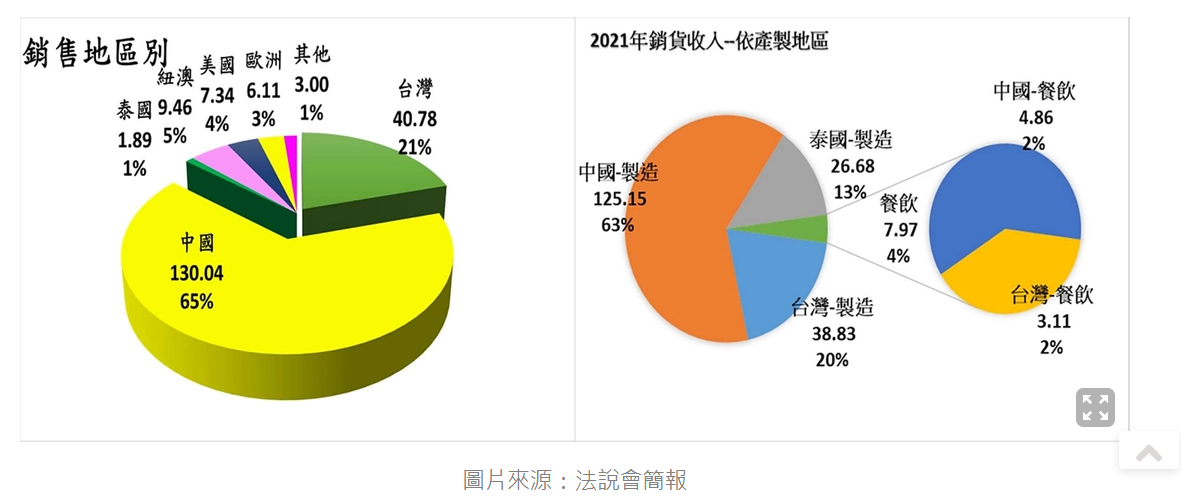 銷售地區別
泰國
1.89
1%
紐澳
9.46
5%
美國
7.34
4%
歐洲
6.11
3%
其他
3.00
1%
台灣
40.78
21%
中國
130.04
65%
2021年銷貨收入--依產製地區
中國-製造
125.15
63%
泰國-製造
26.68
13%
餐飲
7.97
4%
台灣-製造
38.83
20%
中國-餐飲
4.86
2%
台灣-餐飲
3.11
2%
圖片來源：法說會簡報